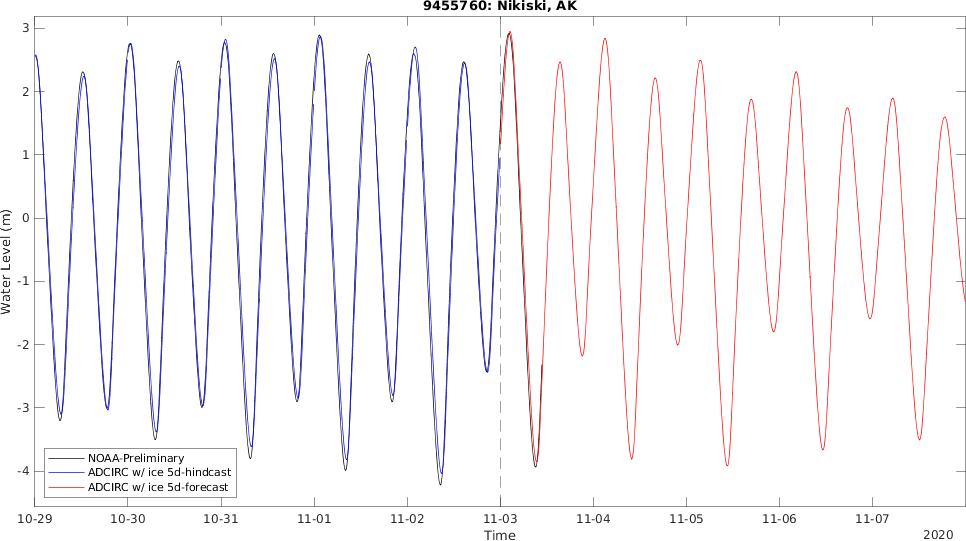 9455760: Nikiski, AK
3
2
1
0
-1
-2
-3
-4
Water Level (m)
NOAA-Preliminary
ADCIRC w/ ice 5d-hindcast
ADCIRC w/ ice 5d-forecast
10-29 10-30 10-31 11-01 11-02 11-03 11-04 11-05 11-06 11-07
Time
2020